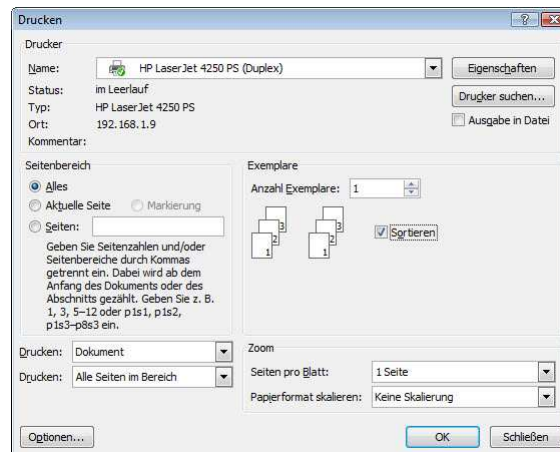 Drucken
Drucker
Name: HP LaserJet 4250 PS (Duplex) Eigenschaften
Status: im Leerlauf
Typ: HP LaserJet 4250 PS Drucker suchen...
Ort: 192.168.1.9 Ausgabe in Datei
Kommentar:
Seitenbereich
Alles
Aktuelle Seite Markierung
Seiten:
Geben Sie Seitenzahlen und/oder
Seitenbereiche durch Kommas
getrennt ein. Dabei wird ab dem
Anfang des Dokuments oder des
Abschnitts gezählt. Geben Sie z. B.
1, 3, 5–12 oder p1s1, p1s2,
p1s3–p8s3 ein.
Exemplare
Anzahl Exemplare: 1
3 3
2 2
1 1
Sortieren
Drucken: Dokument
Drucken: Alle Seiten im Bereich
Zoom
Seiten pro Blatt: 1 Seite
Papierformat skalieren: Keine Skalierung
Optionen... OK Schließen